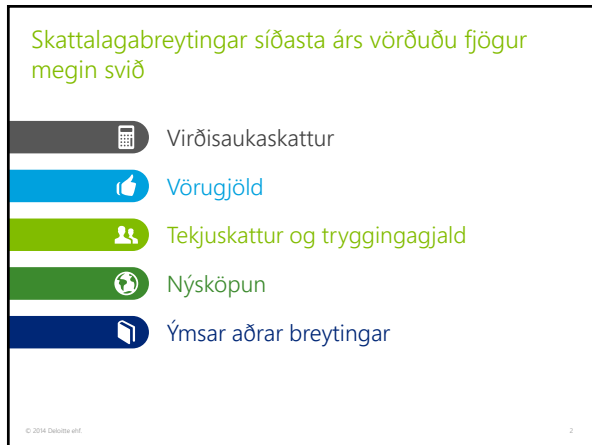 Skattalagabreytingar síðasta árs vörðuðu fjögur
megin svið
Virðisaukaskattur
Vörugjöld
Tekjuskattur og tryggingagjald
Nýsköpun
Ýmsar aðrar breytingar
© 2014 Deloitte ehf.
2